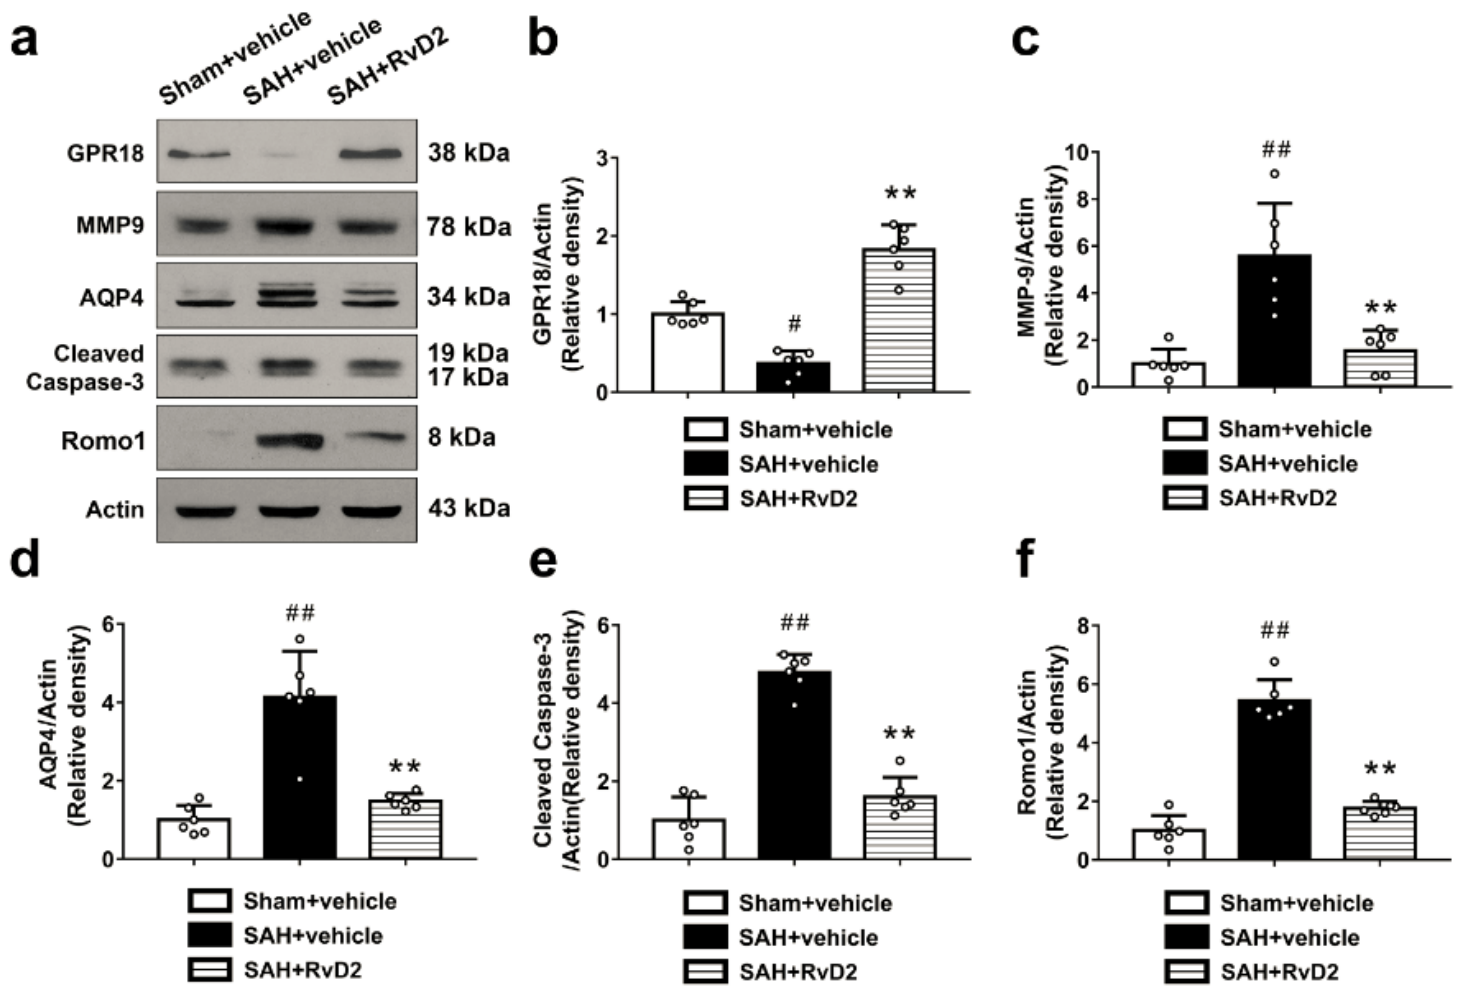 a
Sham+vehicle
SAH+vehicle
SAH+RvD2
GPR18
38 kDa
MMP9
78 kDa
AQP4
34 kDa
Cleaved
Caspase-3
19 kDa
17 kDa
Romo1
8 kDa
Actin
43 kDa
b
GPR18/Actin
(Relative density)
3
2
1
0
#
**
Sham+vehicle
SAH+vehicle
SAH+RvD2
c
MMP-9/Actin
(Relative density)
10
8
6
4
2
0
##
**
Sham+vehicle
SAH+vehicle
SAH+RvD2
d
AQP4/Actin
(Relative density)
6
4
2
0
##
**
Sham+vehicle
SAH+vehicle
SAH+RvD2
e
Cleaved Caspase-3
/Actin(Relative density)
6
4
2
0
##
**
Sham+vehicle
SAH+vehicle
SAH+RvD2
f
Romo1/Actin
(Relative density)
8
6
4
2
0
##
**
Sham+vehicle
SAH+vehicle
SAH+RvD2